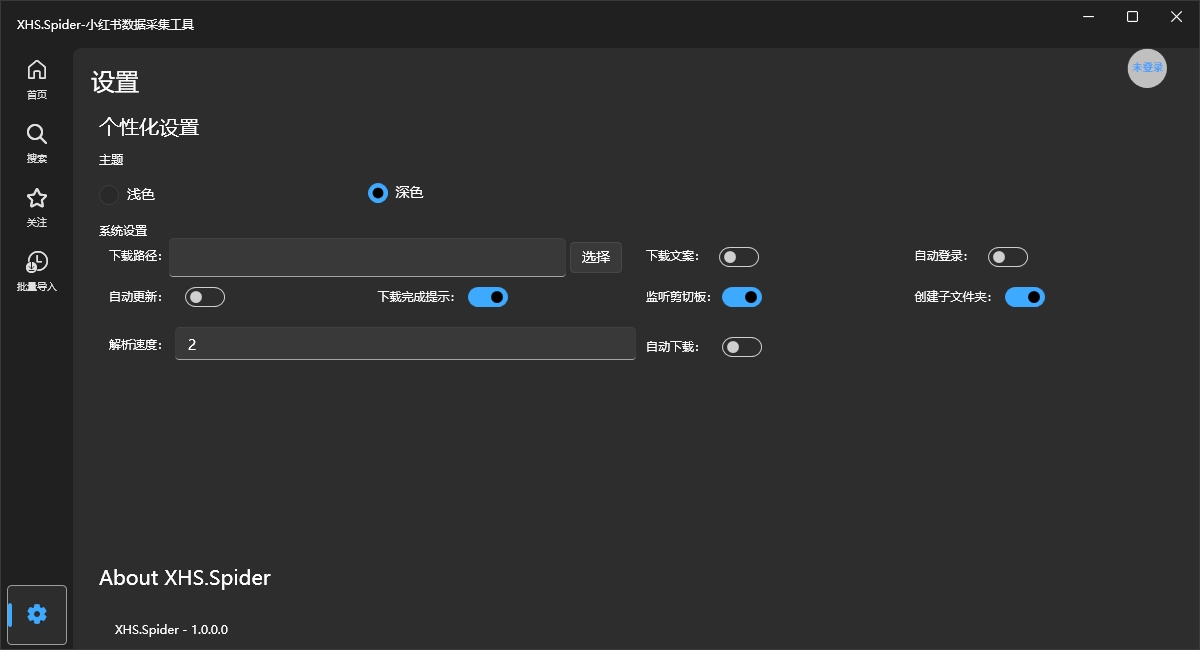 XHS.Spider-小红书数据采集工具
未登录
首页
搜索
关注
批量导入
设置
个性化设置
主题
浅色
深色
系统设置
下载路径：
选择
下载文案：
自动登录：
自动更新：
下载完成提示：
监听剪切板：
创建子文件夹：
解析速度：
2
自动下载：
About XHS.Spider
XHS.Spider - 1.0.0.0